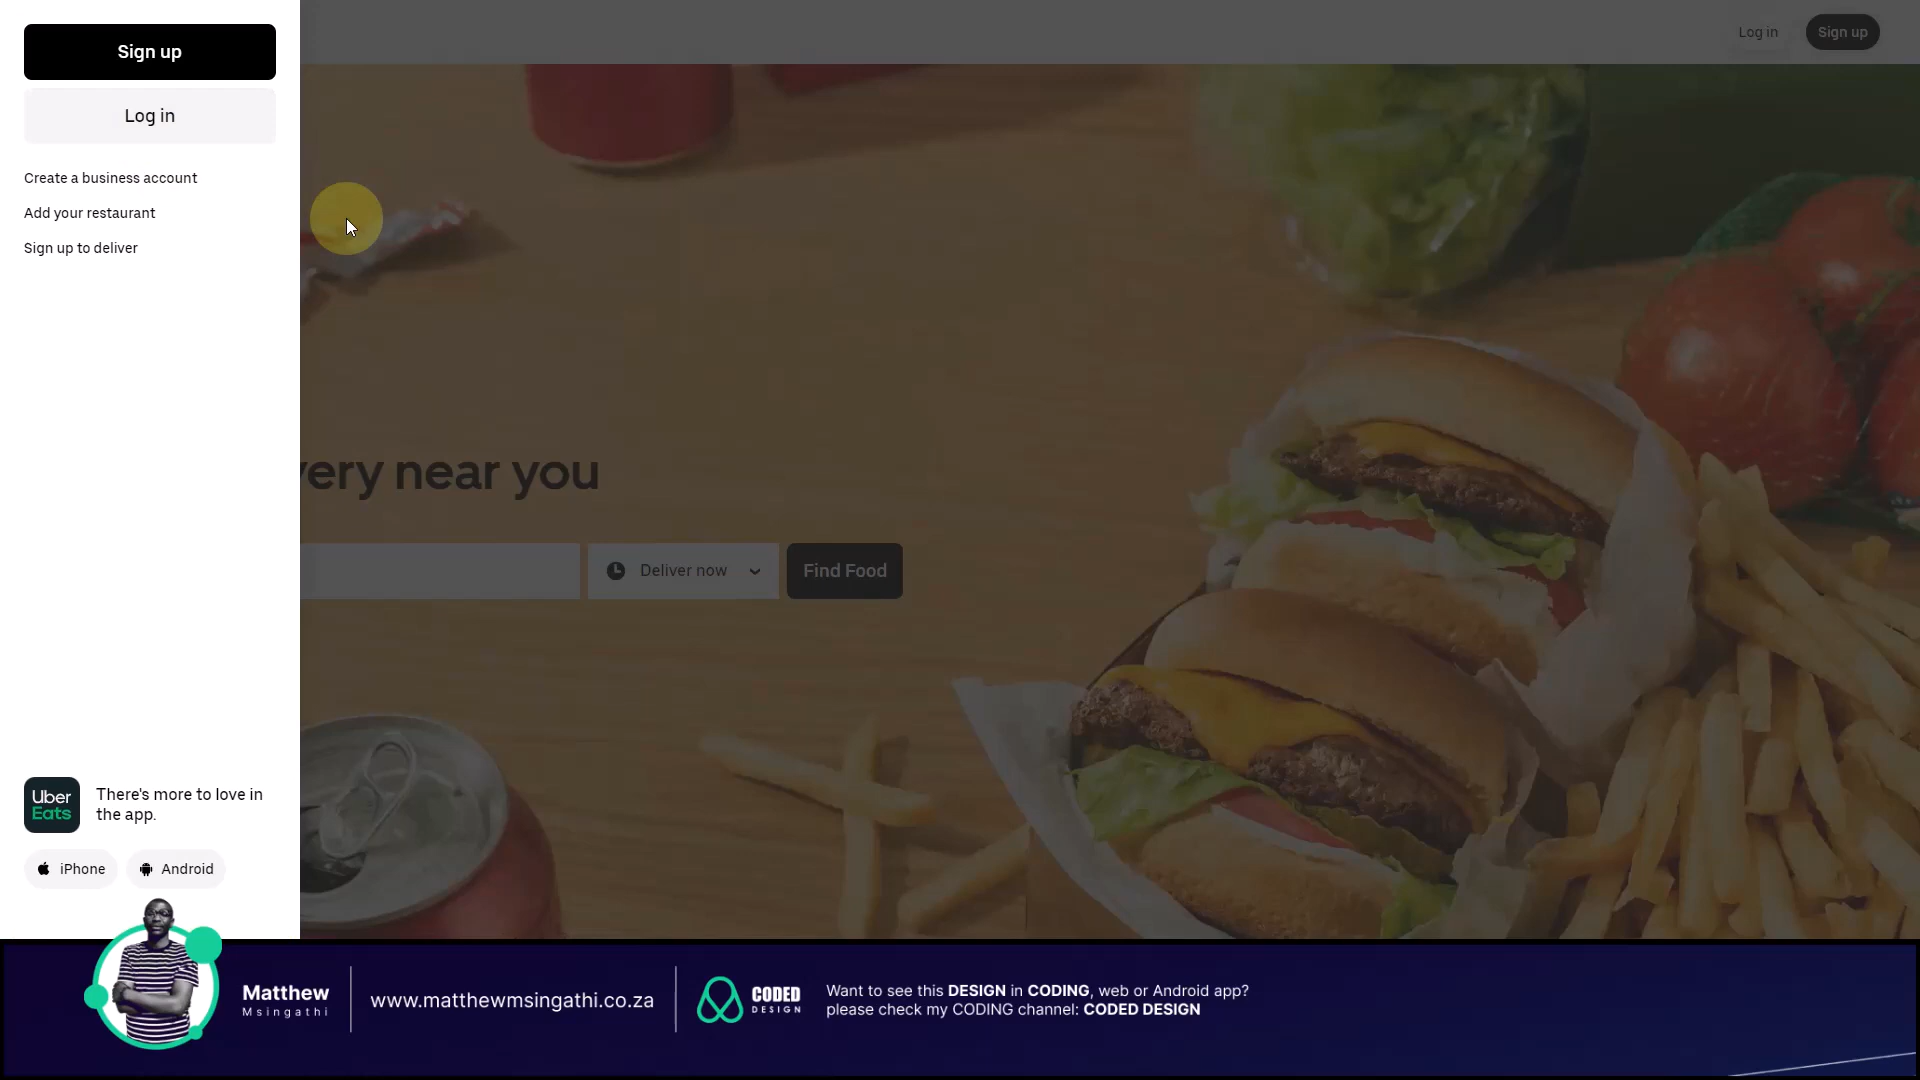 Sign up
Log in
Create a business account
Add your restaurant
Sign up to deliver
Uber
Eats
There's more to love in
the app.
iPhone
Android
Log in
Sign up
very near you
Deliver now
Find Food
Matthew
Msingathi
www.matthewmsingathi.co.za
CODED
DESIGN
Want to see this DESIGN in CODING, web or Android app?
please check my CODING channel: CODED DESIGN